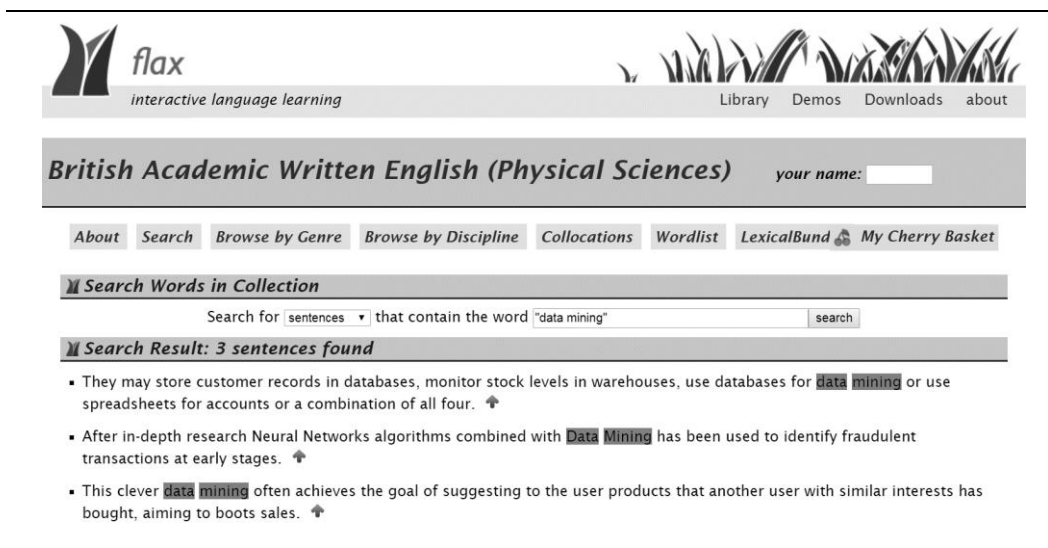 flax
interactive language learning
Library Demos Downloads about
British Academic Written English (Physical Sciences) your name:
About Search Browse by Genre Browse by Discipline Collocations Wordlist LexicalBund My Cherry Basket
Search Words in Collection
Search for sentences that contain the word "data mining" search
Search Result: 3 sentences found
They may store customer records in databases, monitor stock levels in warehouses, use databases for data mining or use
spreadsheets for accounts or a combination of all four.
After in-depth research Neural Networks algorithms combined with Data Mining has been used to identify fraudulent
transactions at early stages.
This clever data mining often achieves the goal of suggesting to the user products that another user with similar interests has
bought, aiming to boots sales.